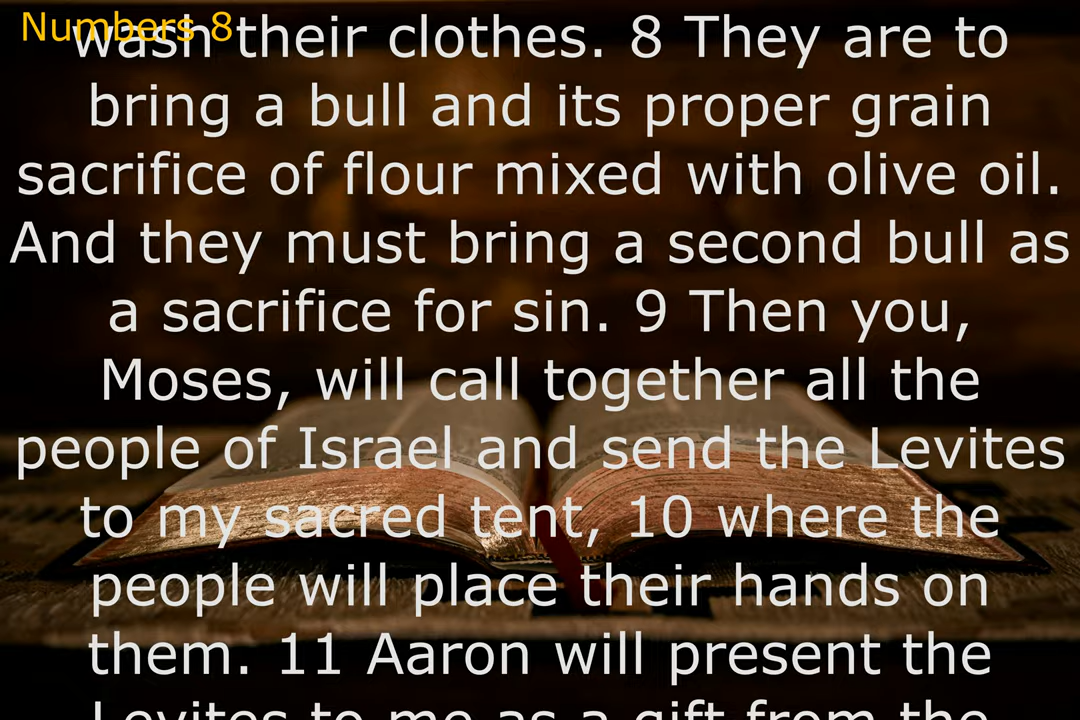 Numbers 8
wash their clothes. 8 They are to
bring a bull and its proper grain
sacrifice of flour mixed with olive oil.
And they must bring a second bull as
a sacrifice for sin. 9 Then you,
Moses, will call together all the
people of Israel and send the Levites
to my sacred tent, 10 where the
people will place their hands on
them. 11 Aaron will present the
Levites to me as a gift from the